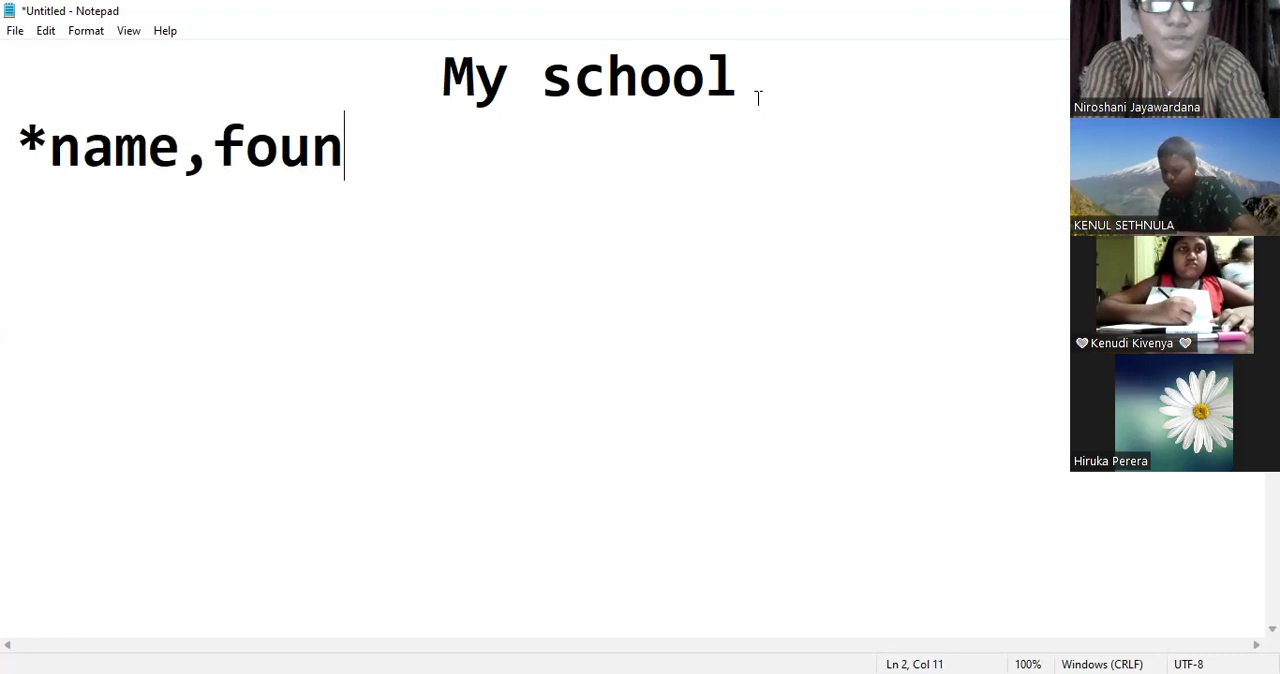 *Untitled - Notepad
File Edit Format View Help
My school
*name,foun
Niroshani Jayawardana
KENUL SETHNULA
🤍Kenudi Kivenya 🤍
Hiruka Perera
Ln 2, Col 11 100% Windows (CRLF) UTF-8